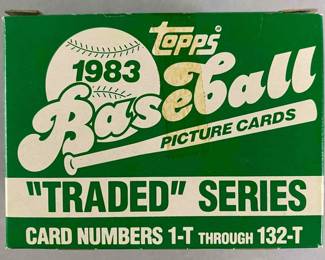 Topps
1983
Baseball
PICTURE CARDS
"TRADED" SERIES
CARD NUMBERS 1-T THROUGH 132-T